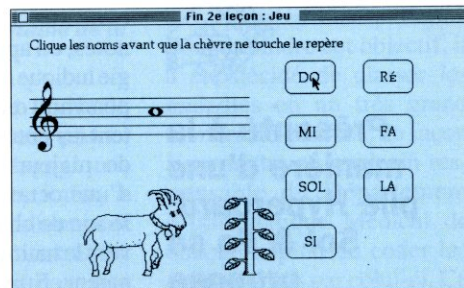 Fin 2e leçon : Jeu
Clique les noms avant que la chèvre ne touche le repère
DO
Ré
MI
FA
SOL
LA
SI